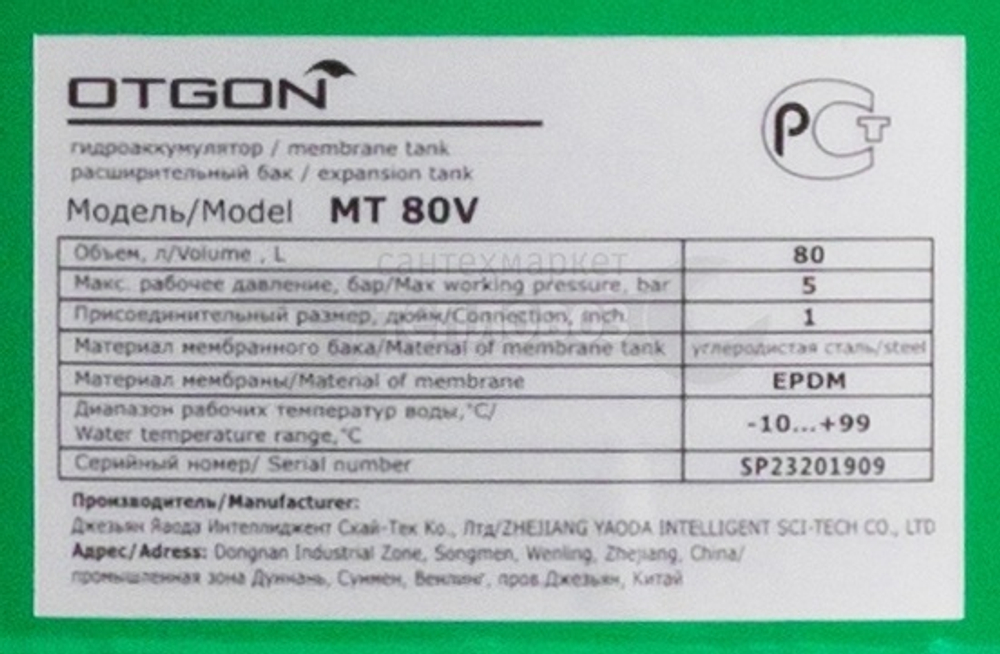 OTGON
РСТ
гидроаккумулятор / membrane tank
расширительный бак / expansion tank
Модель/Model MT 80V
Объем, л/Volume , L 80
сантехмаркет
Макс. рабочее давление, бар/Max working pressure, bar 5
Присоединительный размер, дюйм/Connection, inch 1
Материал мембранного бака/Material of membrane tank углеродистая сталь/steel
Материал мембраны/Material of membrane EPDM
Диапазон рабочих температур воды,°С/
Water temperature range,°C -10...+99
Серийный номер/ Serial number SP23201909
Производитель/Manufacturer:
Джезьян Яаода Интеллиджент Скай-Тек Ко., Лтд/ZHEJIANG YAODA INTELLIGENT SCI-TECH CO., LTD
Адрес/Adress: Dongnan Industrial Zone, Songmen, Wenling, Zhejiang, China/
промышленная зона Дуннань, Сунмен, Венлинг, пров.Джезьян, Китай